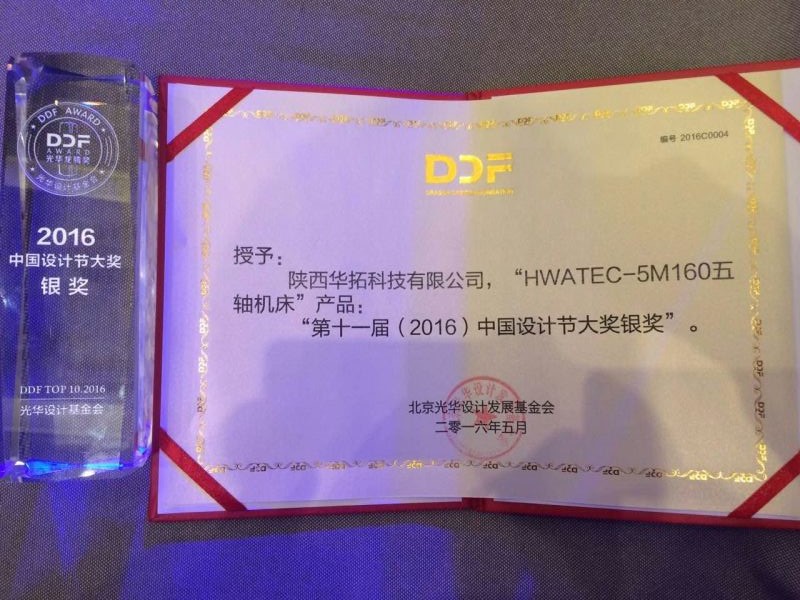 DDF AWARD
DDF
AWARD
光华龙腾奖
光华设计基金会
2016
中国设计节大奖
银奖
DDF TOP 10.2016
光华设计基金会
编号 2016C0004
DDF
授予：
陕西华拓科技有限公司，“HWATEC-5M160五
轴机床”产品：
“第十一届（2016）中国设计节大奖银奖”。
北京光华设计发展基金会
二零一六年五月